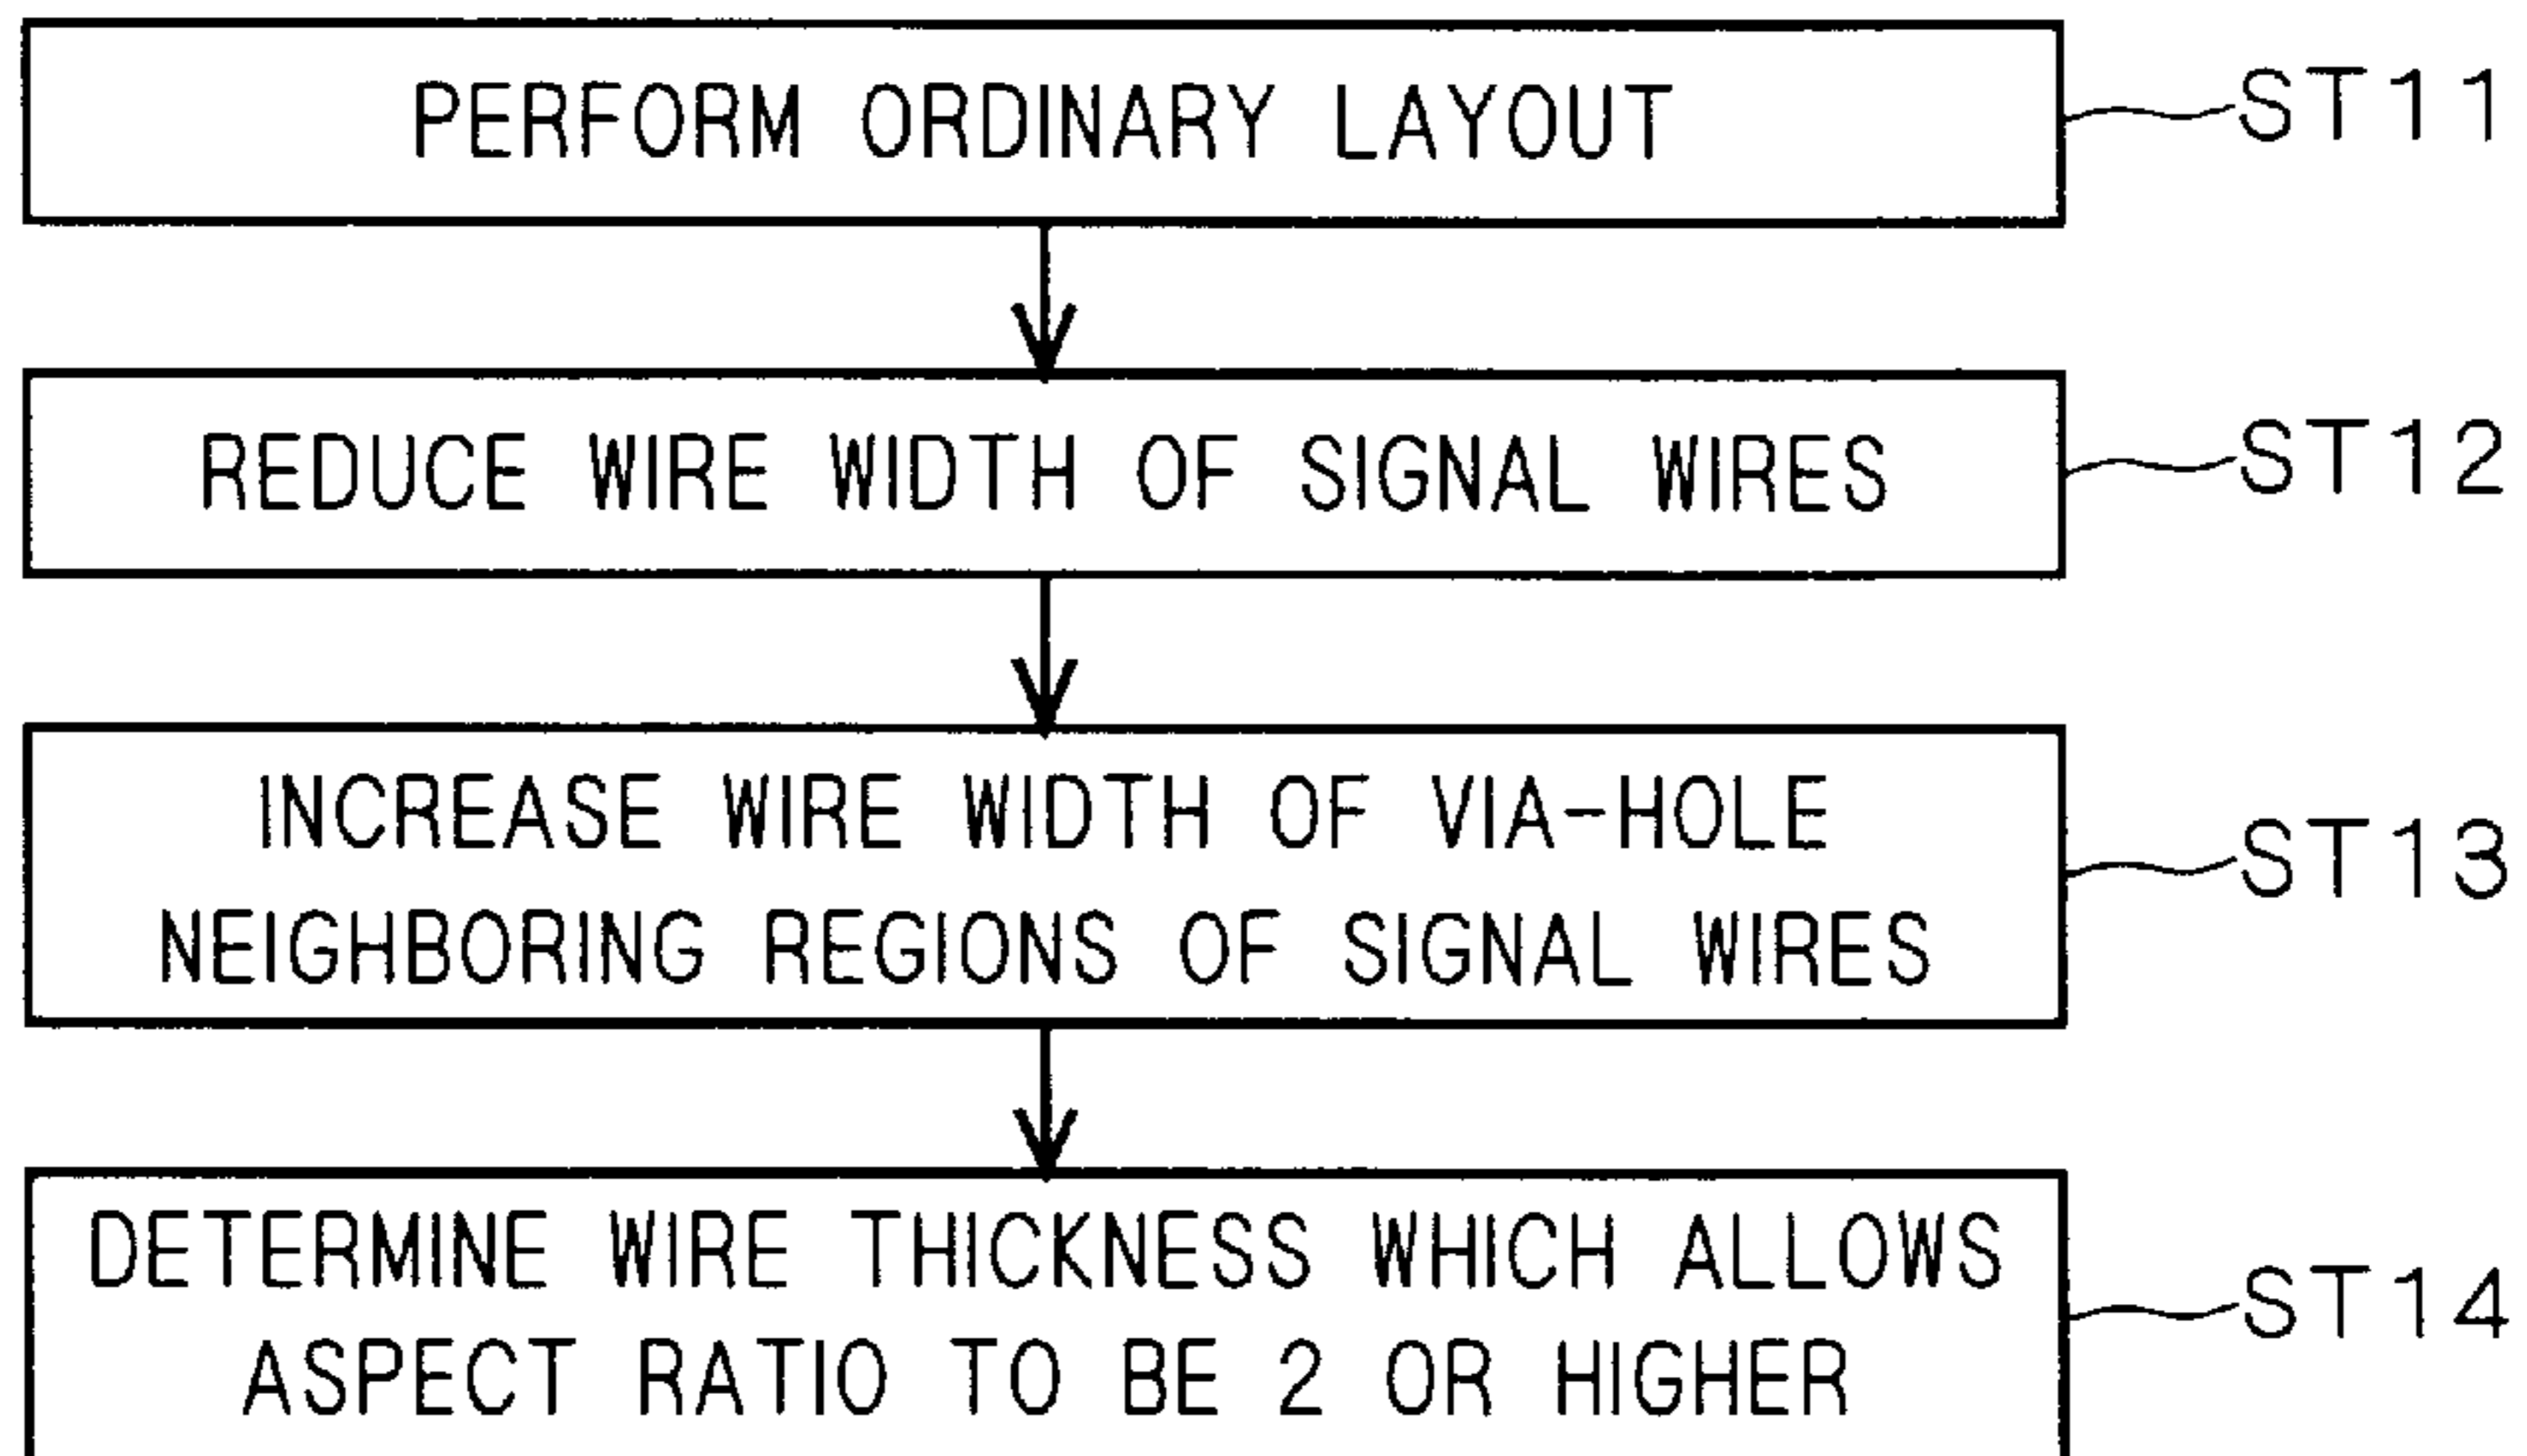 PERFORM ORDINARY LAYOUT
ST11
REDUCE WIRE WIDTH OF SIGNAL WIRES
ST12
INCREASE WIRE WIDTH OF VIA-HOLE
NEIGHBORING REGIONS OF SIGNAL WIRES
ST13
DETERMINE WIRE THICKNESS WHICH ALLOWS
ASPECT RATIO TO BE 2 OR HIGHER
ST14